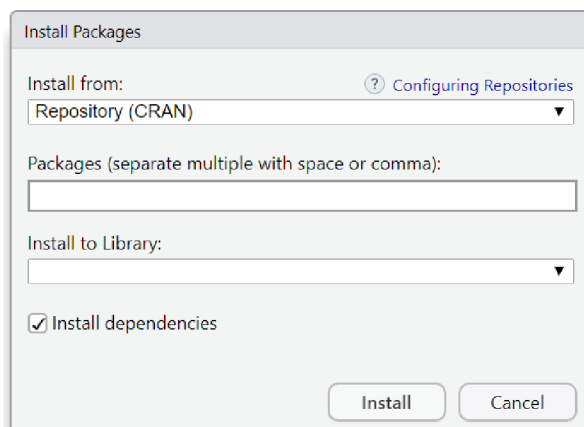 Install Packages
Install from:
? Configuring Repositories
Repository (CRAN)
Packages (separate multiple with space or comma):
Install to Library:
Install dependencies
Install Cancel